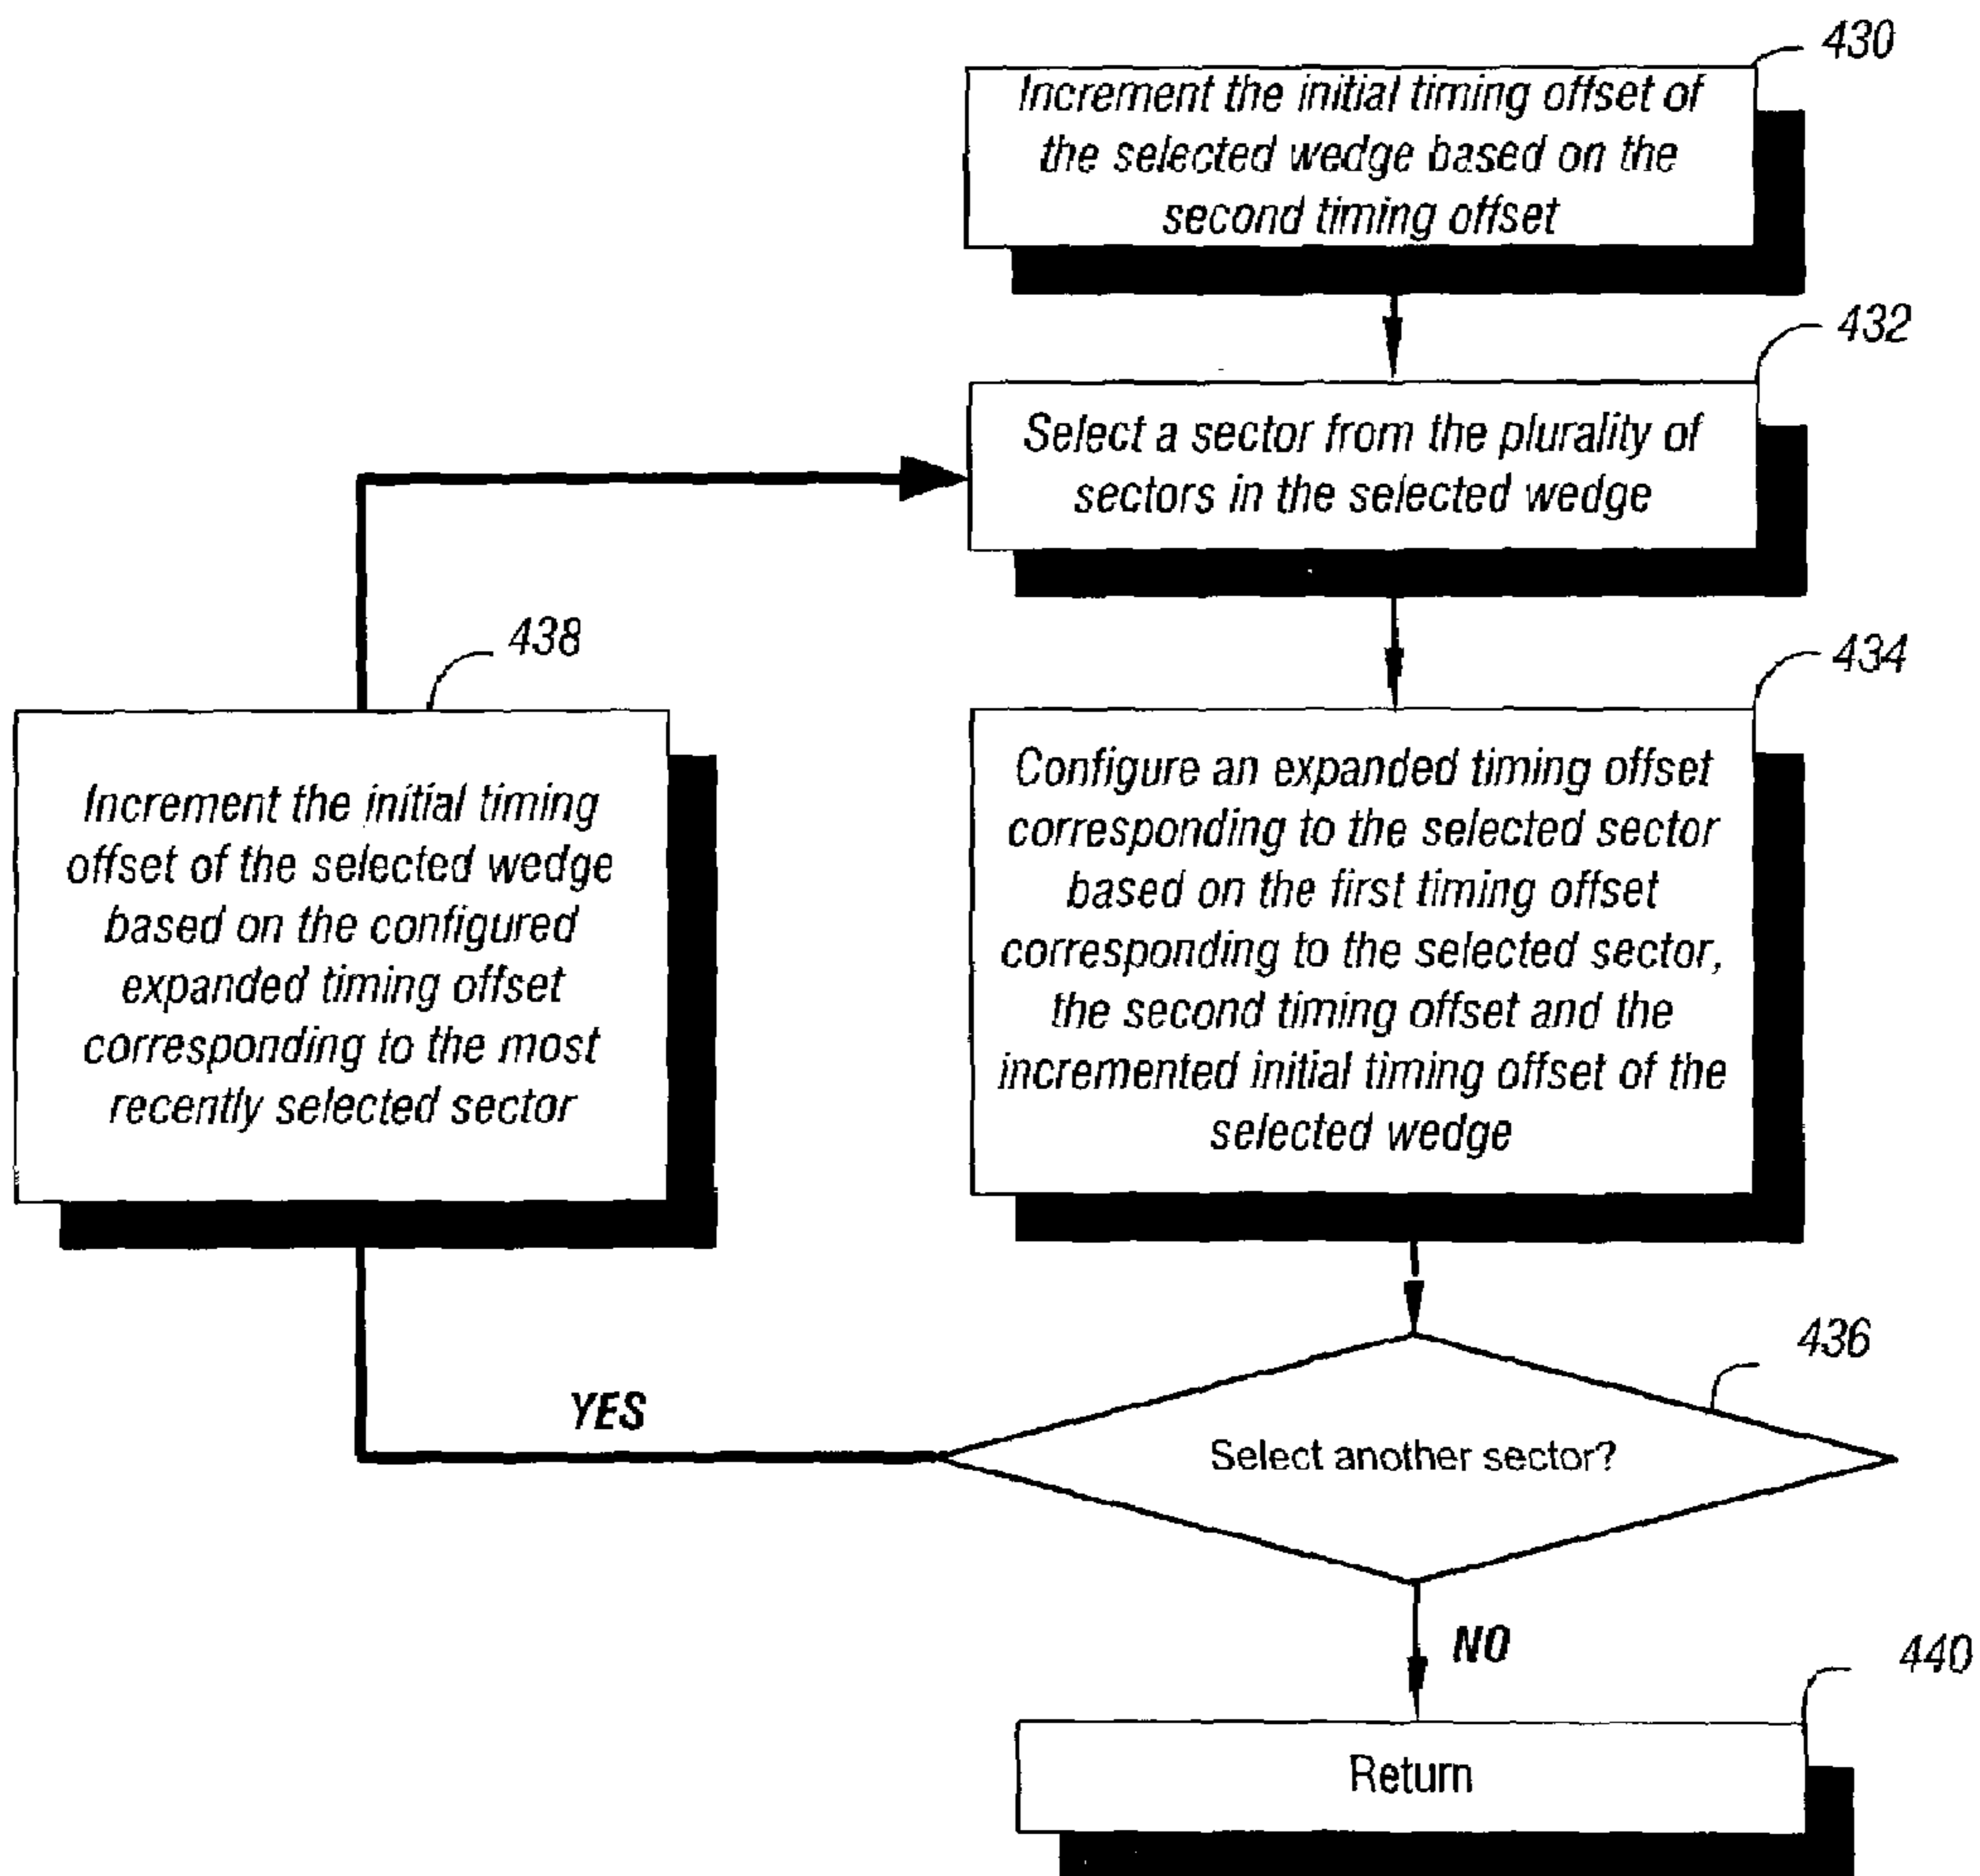 430
Increment the initial timing offset of
the selected wedge based on the
second timing offset
432
Select a sector from the plurality of
sectors in the selected wedge
438
Increment the initial timing
offset of the selected wedge
based on the configured
expanded timing offset
corresponding to the most
recently selected sector
434
Configure an expanded timing offset
corresponding to the selected sector
based on the first timing offset
corresponding to the selected sector,
the second timing offset and the
incremented initial timing offset of the
selected wedge
436
YES
Select another sector?
NO
440
Return